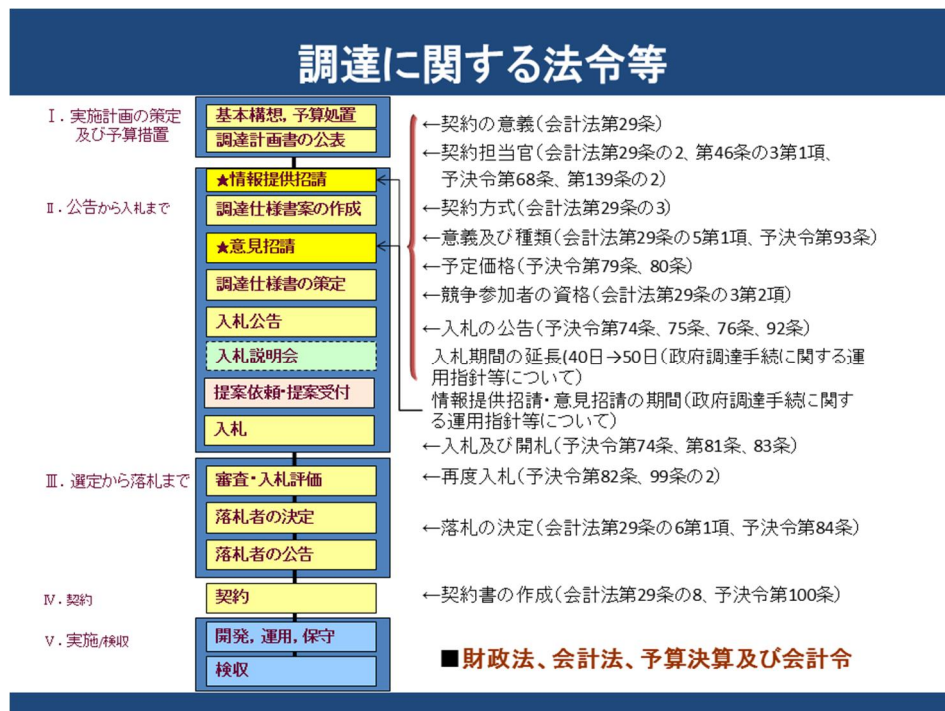 調達に関する法令等
Ⅰ．実施計画の策定
及び予算措置
基本構想，予算処置
調達計画書の公表
★情報提供招請
Ⅱ．公告から入札まで
調達仕様書案の作成
★意見招請
調達仕様書の策定
入札公告
入札説明会
提案依頼・提案受付
入札
Ⅲ．選定から落札まで
審査・入札評価
落札者の決定
落札者の公告
Ⅳ．契約
契約
Ⅴ．実施/検収
開発，運用，保守
検収
←契約の意義（会計法第29条）
←契約担当官（会計法第29条の2、第46条の3第1項、
予決令第68条、第139条の2）
←契約方式（会計法第29条の3）
←意義及び種類（会計法第29条の5第1項、予決令第93条）
←予定価格（予決令第79条、80条）
←競争参加者の資格（会計法第29条の3第2項）
←入札の公告（予決令第74条、75条、76条、92条）
入札期間の延長（40日→50日（政府調達手続に関する運
用指針等について）
情報提供招請・意見招請の期間（政府調達手続に関す
る運用指針等について）
←入札及び開札（予決令第74条、第81条、83条）
←再度入札（予決令第82条、99条の2）
←落札の決定（会計法第29条の6第1項、予決令第84条）
←契約書の作成（会計法第29条の8、予決令第100条）
■財政法、会計法、予算決算及び会計令